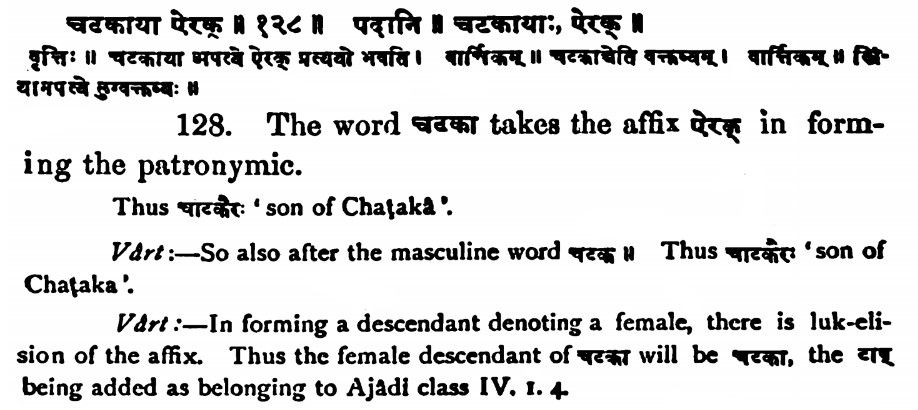 चटकाया ऐरक् ॥ १२८ ॥ पदानि ॥ चटकायाः, ऐरक् ॥
वृत्तिः ॥ चटकाया अपत्ये ऐरक् प्रत्ययो भवति । वार्त्तिकम् ॥ चटकाच्चेति वक्तव्यम् । वार्त्तिकम् ॥ स्त्रि-
यामपत्ये लुग्वक्तव्यः ॥
128. The word चटका takes the affix ऐरक् in form-
ing the patronymic.
Thus चाटकैरः ' son of Chaṭakâ '.
Vârt :—So also after the masculine word चटक ॥ Thus चाटकैरः ' son of
Chaṭaka '.
Vârt :—In forming a descendant denoting a female, there is luk-eli-
sion of the affix. Thus the female descendant of चटका will be चटका, the टाप्
being added as belonging to Ajâdi class IV. 1. 4